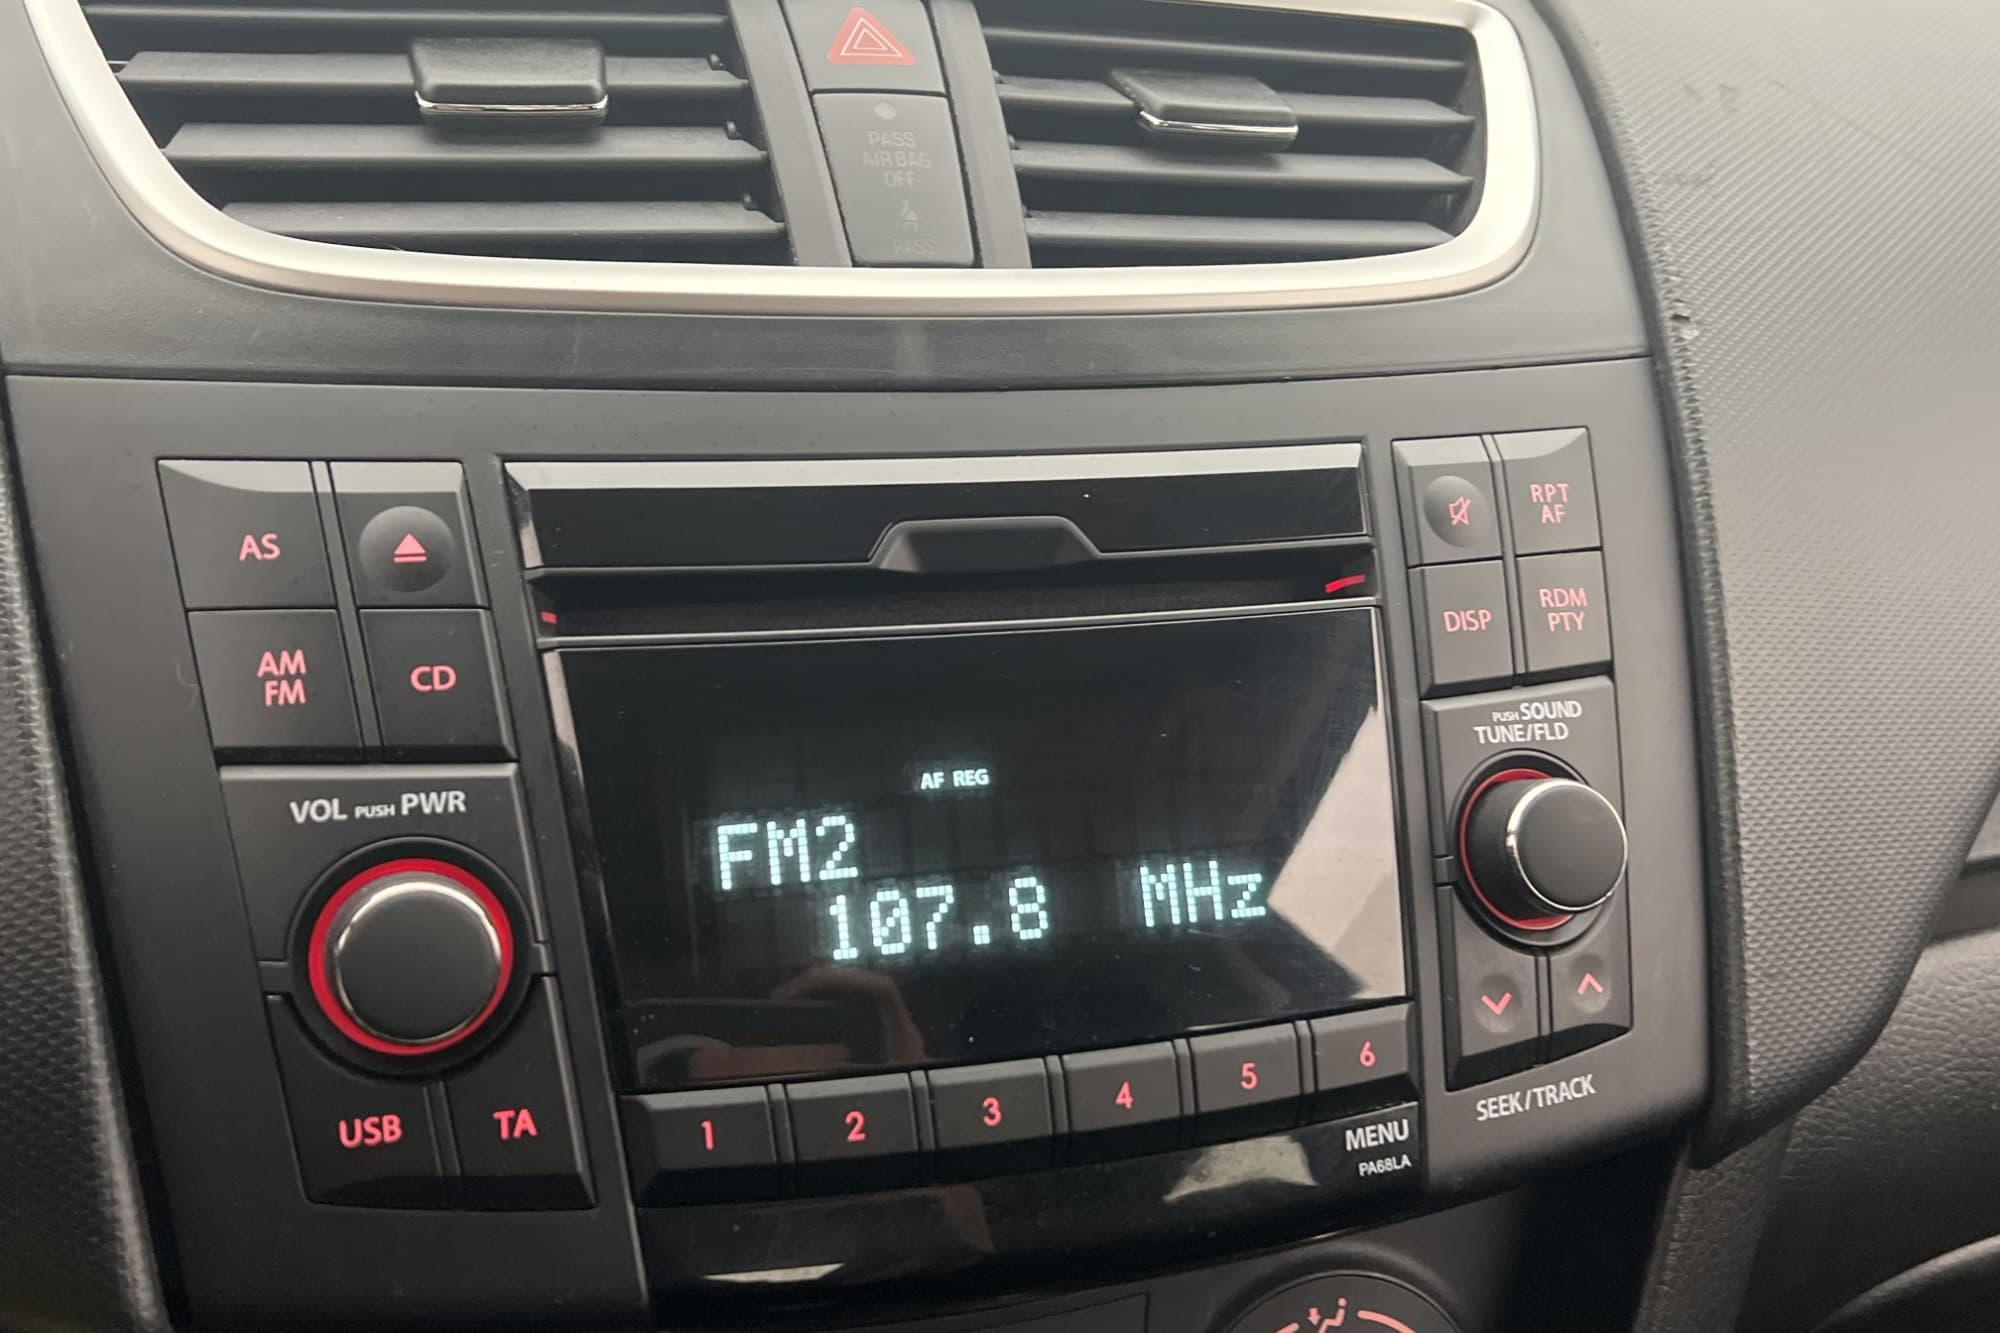 PASS
AIR BAG
OFF
PASS
AS
RPT
AF
AM
FM
CD
DISP
RDM
PTY
PUSH SOUND
TUNE/FLD
VOL PUSH PWR
AF REG
FM2
107.8 MHz
USB
TA
1
2
3
4
5
6
SEEK/TRACK
MENU
PA68LA